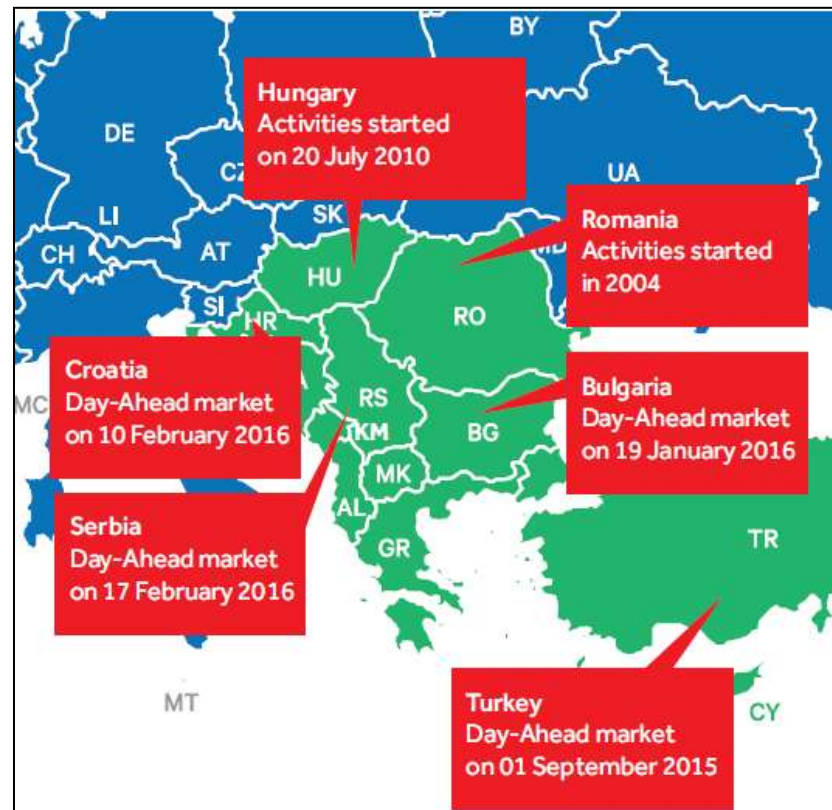 BY
Hungary
Activities started
on 20 July 2010
DE
UA
LI
SK
Romania
Activities started
in 2004
CH
AT
HU
SI
HR
RO
Croatia
Day-Ahead market
on 10 February 2016
MC
RS
Bulgaria
Day-Ahead market
on 19 January 2016
BG
MK
Serbia
Day-Ahead market
on 17 February 2016
AL
GR
TR
MT
Turkey
Day-Ahead market
on 01 September 2015
CY